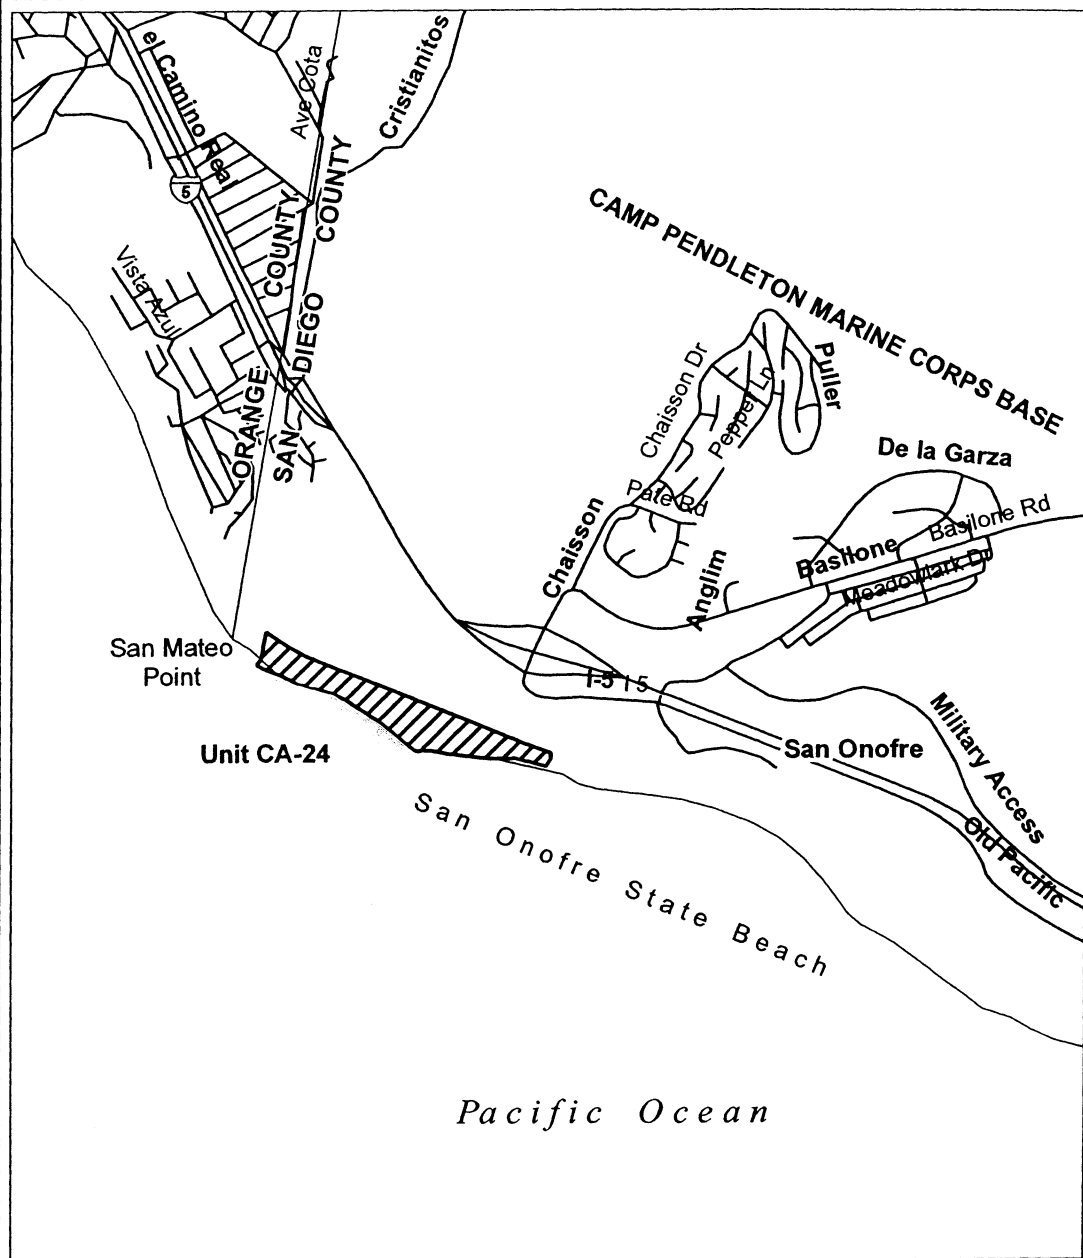 el Camino Real
Ave Cota
Cristianitos
5
COUNTY
COUNTY
CAMP PENDLETON MARINE CORPS BASE
Vista Azul
DIEGO
ORANGE
SAN
Chaisson Dr
Pepper Ln
Puller
De la Garza
Pate Rd
Basilone Rd
Chaisson
Basilone
Anglim
Meadowlark Dr
San Mateo
Point
I-5 I 5
Military Access
San Onofre
Unit CA-24
Old Pacific
San Onofre State Beach
Pacific Ocean